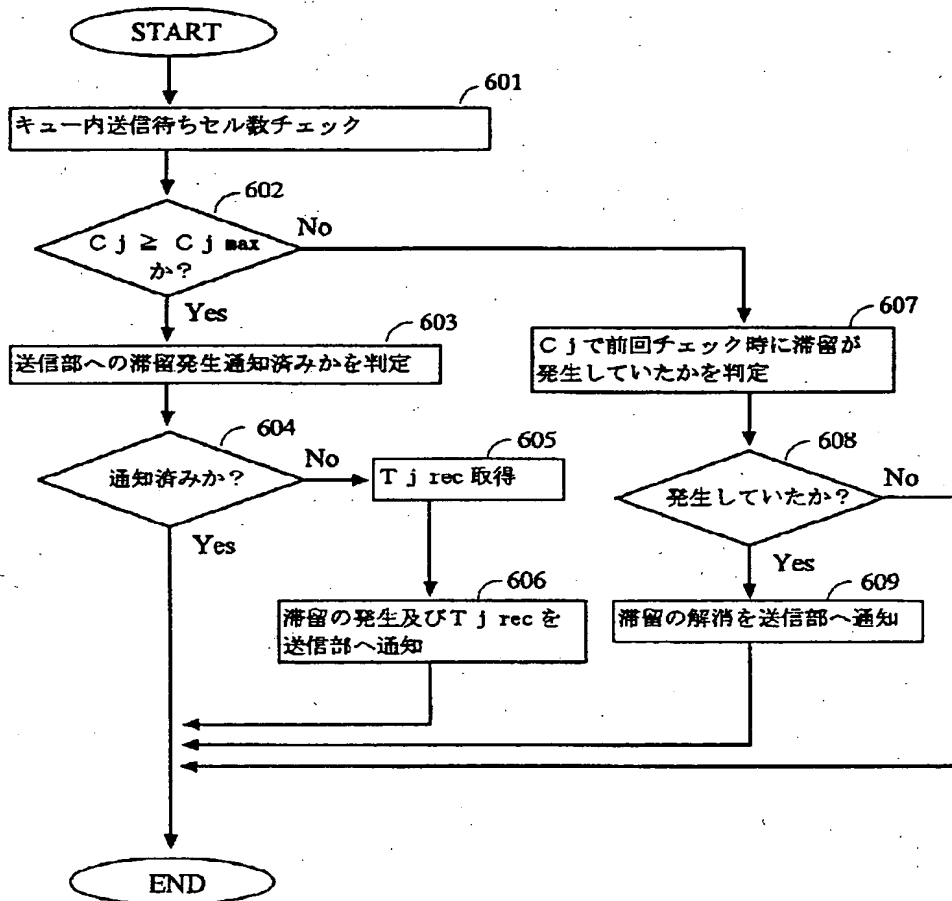 START
601
キュー内送信待ちセル数チェック
602
Cj ≧ Cj max
か?
No
Yes
603
送信部への滞留発生通知済みかを判定
607
Cjで前回チェック時に滞留が
発生していたかを判定
604
通知済みか?
No
Yes
605
Tj rec 取得
608
発生していたか?
No
Yes
606
滞留の発生及びTj recを
送信部へ通知
609
滞留の解消を送信部へ通知
END